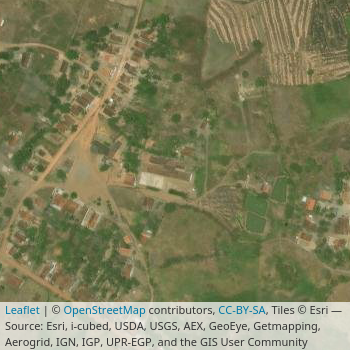 Leaflet | © OpenStreetMap contributors, CC-BY-SA, Tiles © Esri —
Source: Esri, i-cubed, USDA, USGS, AEX, GeoEye, Getmapping,
Aerogrid, IGN, IGP, UPR-EGP, and the GIS User Community